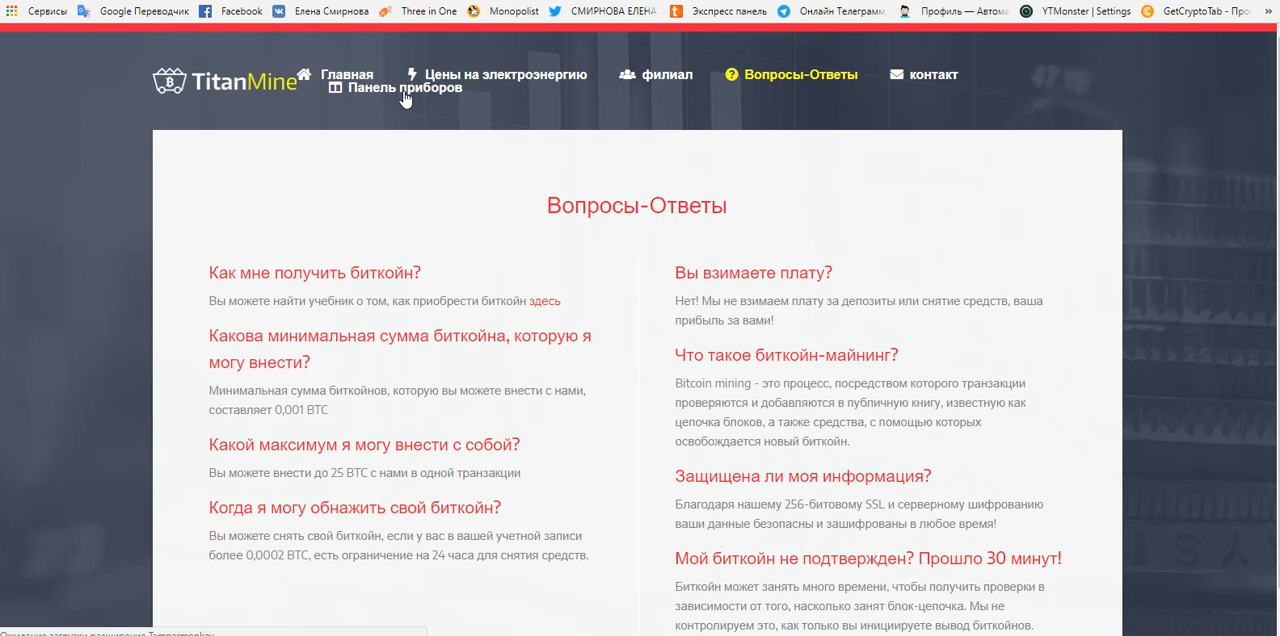 Сервисы Google Переводчик Facebook Елена Смирнова Three in One Monopolist СМИРНОВА ЕЛЕНА Экспресс панель Онлайн Телеграмм Профиль — Автома YTMonster | Settings GetCryptoTab - Про »
TitanMine Главная Цены на электроэнергию филиал Вопросы-Ответы контакт
Панель приборов
Вопросы-Ответы
Как мне получить биткойн?
Вы можете найти учебник о том, как приобрести биткойн здесь
Какова минимальная сумма биткойна, которую я
могу внести?
Минимальная сумма биткойнов, которую вы можете внести с нами,
составляет 0,001 BTC
Какой максимум я могу внести с собой?
Вы можете внести до 25 BTC с нами в одной транзакции
Когда я могу обнажить свой биткойн?
Вы можете снять свой биткойн, если у вас в вашей учетной записи
более 0,0002 BTC, есть ограничение на 24 часа для снятия средств.
Вы взимаете плату?
Нет! Мы не взимаем плату за депозиты или снятие средств, ваша
прибыль за вами!
Что такое биткойн-майнинг?
Bitcoin mining - это процесс, посредством которого транзакции
проверяются и добавляются в публичную книгу, известную как
цепочка блоков, а также средства, с помощью которых
освобождается новый биткойн.
Защищена ли моя информация?
Благодаря нашему 256-битовому SSL и серверному шифрованию
ваши данные безопасны и зашифрованы в любое время!
Мой биткойн не подтвержден? Прошло 30 минут!
Биткойн может занять много времени, чтобы получить проверки в
зависимости от того, насколько занят блок-цепочка. Мы не
контролируем это, как только вы инициируете вывод биткойнов.
Ожидание загрузки расширение Tampermonkey